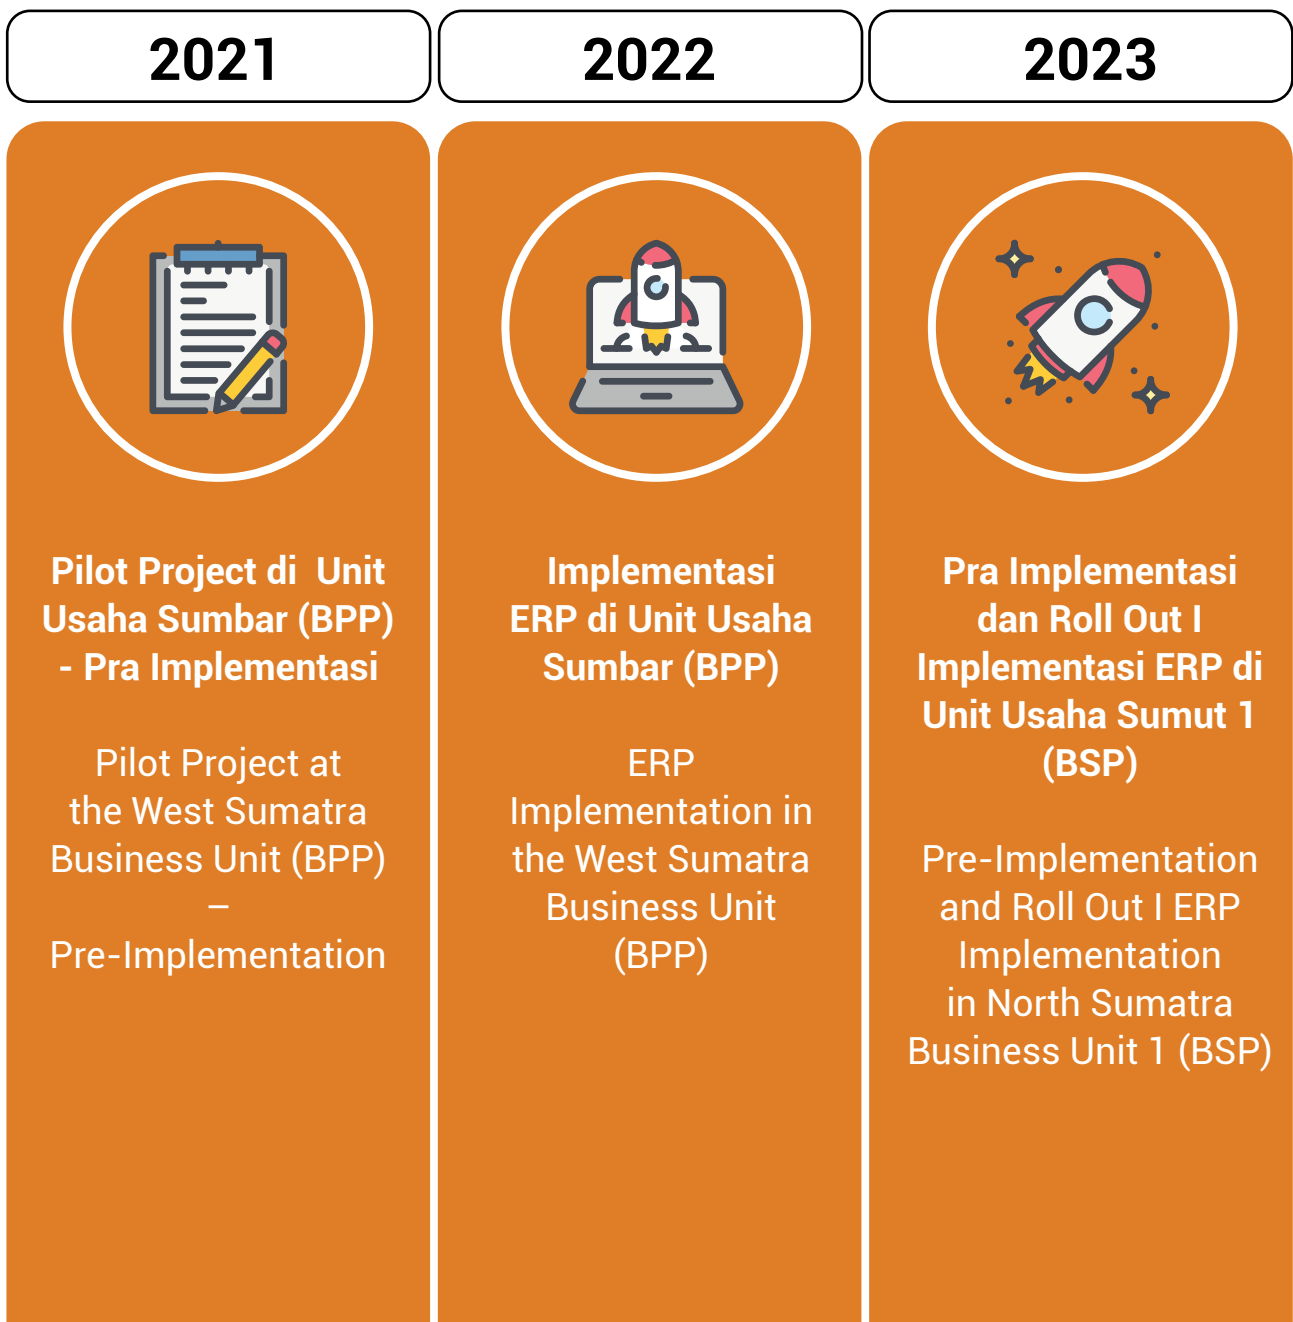 2021
Pilot Project di  Unit
Usaha Sumbar (BPP)
- Pra Implementasi
Pilot Project at
the West Sumatra
Business Unit (BPP)
–
Pre-Implementation
2022
Implementasi
ERP di Unit Usaha
Sumbar (BPP)
ERP
Implementation in
the West Sumatra
Business Unit
(BPP)
2023
Pra Implementasi
dan Roll Out I
Implementasi ERP di
Unit Usaha Sumut 1
(BSP)
Pre-Implementation
and Roll Out I ERP
Implementation
in North Sumatra
Business Unit 1 (BSP)